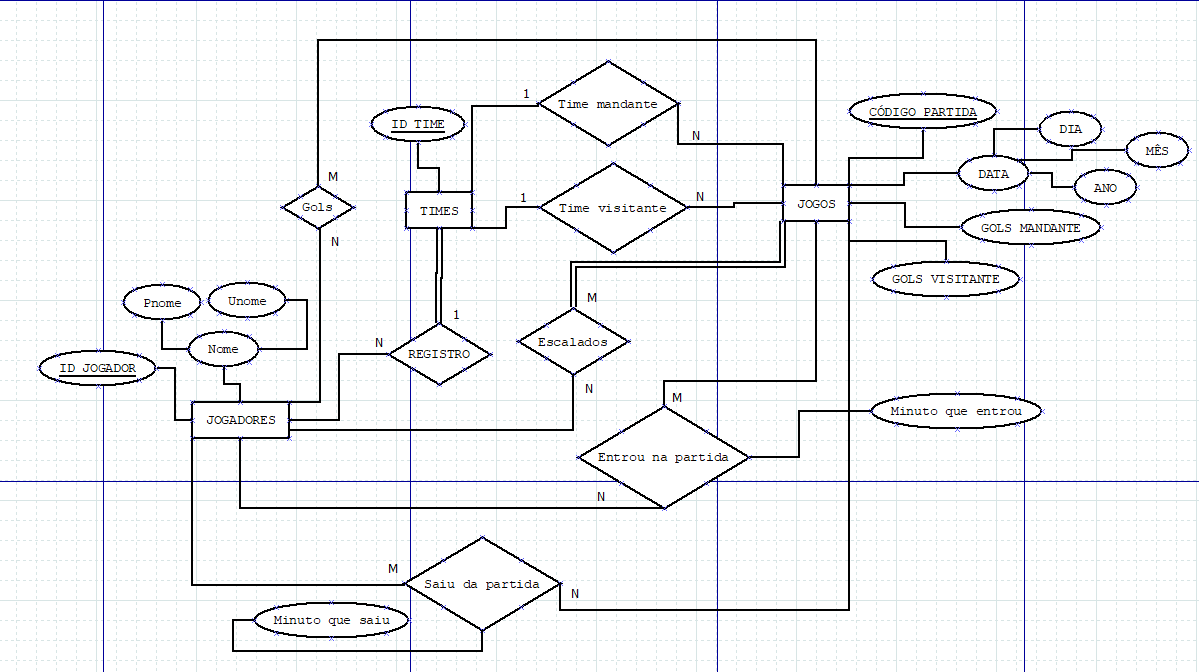 Time mandante
1
N
ID TIME
CÓDIGO PARTIDA
DIA
MÊS
DATA
ANO
M
Gols
N
TIMES
1
Time visitante
N
JOGOS
GOLS MANDANTE
GOLS VISITANTE
Pnome
Unome
Nome
ID JOGADOR
JOGADORES
1
N
REGISTRO
M
Escalados
N
M
Entrou na partida
N
Minuto que entrou
M
Saiu da partida
N
Minuto que saiu